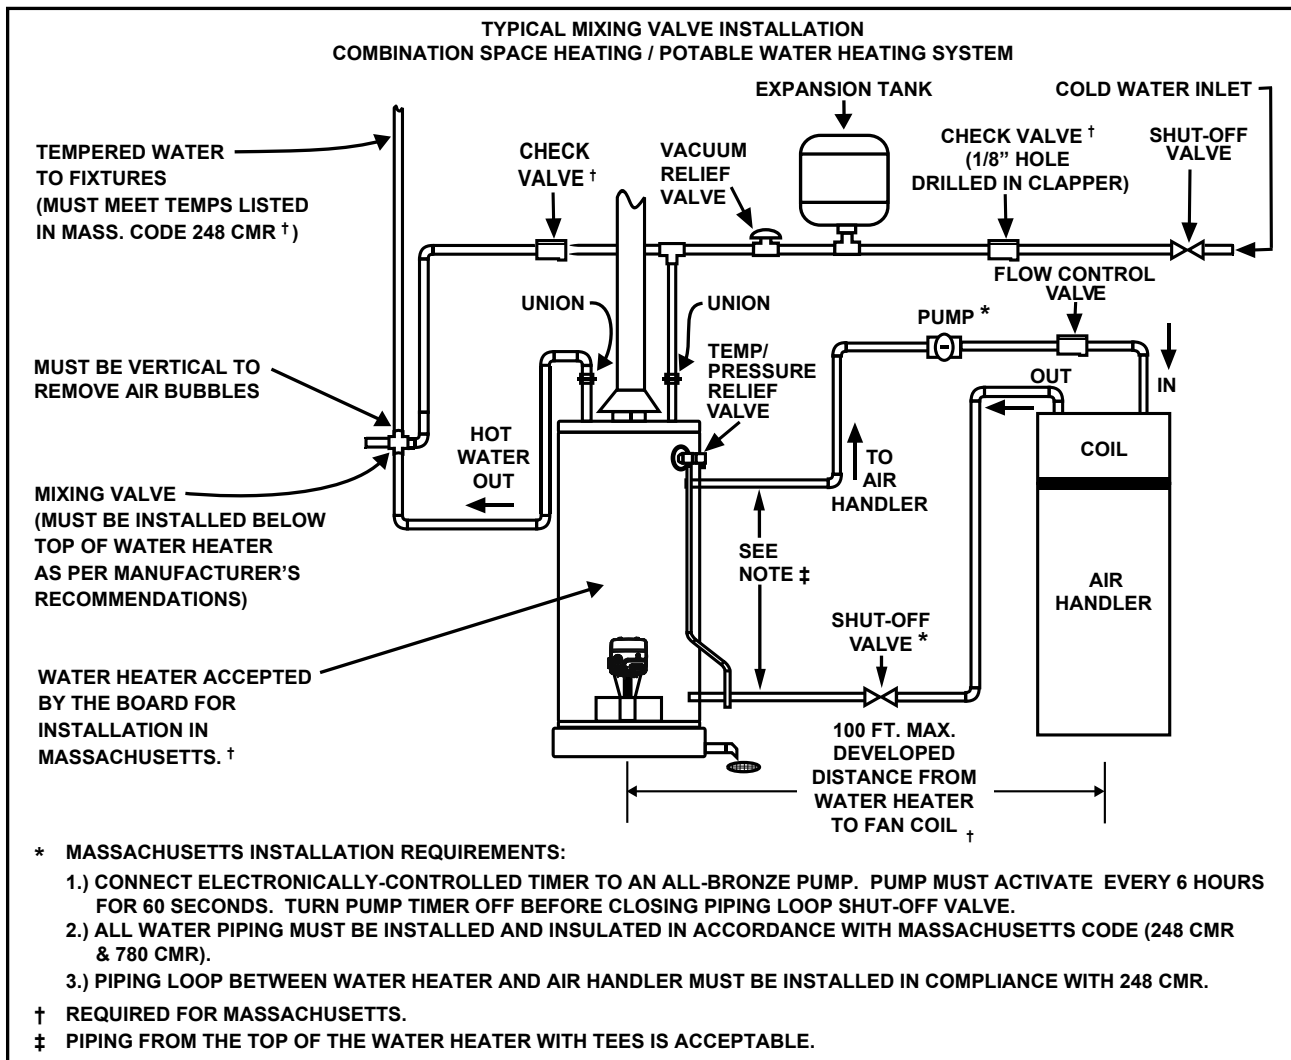 TYPICAL MIXING VALVE INSTALLATION
COMBINATION SPACE HEATING / POTABLE WATER HEATING SYSTEM
EXPANSION TANK
COLD WATER INLET
TEMPERED WATER
TO FIXTURES
(MUST MEET TEMPS LISTED
IN MASS. CODE 248 CMR †)
CHECK
VALVE †
VACUUM
RELIEF
VALVE
CHECK VALVE †
(1/8” HOLE
DRILLED IN CLAPPER)
SHUT-OFF
VALVE
FLOW CONTROL
VALVE
UNION
UNION
PUMP *
MUST BE VERTICAL TO
REMOVE AIR BUBBLES
TEMP/
PRESSURE
RELIEF
VALVE
OUT
IN
HOT
WATER
OUT
TO
AIR
HANDLER
COIL
MIXING VALVE
(MUST BE INSTALLED BELOW
TOP OF WATER HEATER
AS PER MANUFACTURER’S
RECOMMENDATIONS)
SEE
NOTE ‡
AIR
HANDLER
SHUT-OFF
VALVE *
WATER HEATER ACCEPTED
BY THE BOARD FOR
INSTALLATION IN
MASSACHUSETTS. †
100 FT. MAX.
DEVELOPED
DISTANCE FROM
WATER HEATER
TO FAN COIL †
* MASSACHUSETTS INSTALLATION REQUIREMENTS:
1.) CONNECT ELECTRONICALLY-CONTROLLED TIMER TO AN ALL-BRONZE PUMP. PUMP MUST ACTIVATE EVERY 6 HOURS
FOR 60 SECONDS. TURN PUMP TIMER OFF BEFORE CLOSING PIPING LOOP SHUT-OFF VALVE.
2.) ALL WATER PIPING MUST BE INSTALLED AND INSULATED IN ACCORDANCE WITH MASSACHUSETTS CODE (248 CMR
& 780 CMR).
3.) PIPING LOOP BETWEEN WATER HEATER AND AIR HANDLER MUST BE INSTALLED IN COMPLIANCE WITH 248 CMR.
† REQUIRED FOR MASSACHUSETTS.
‡ PIPING FROM THE TOP OF THE WATER HEATER WITH TEES IS ACCEPTABLE.